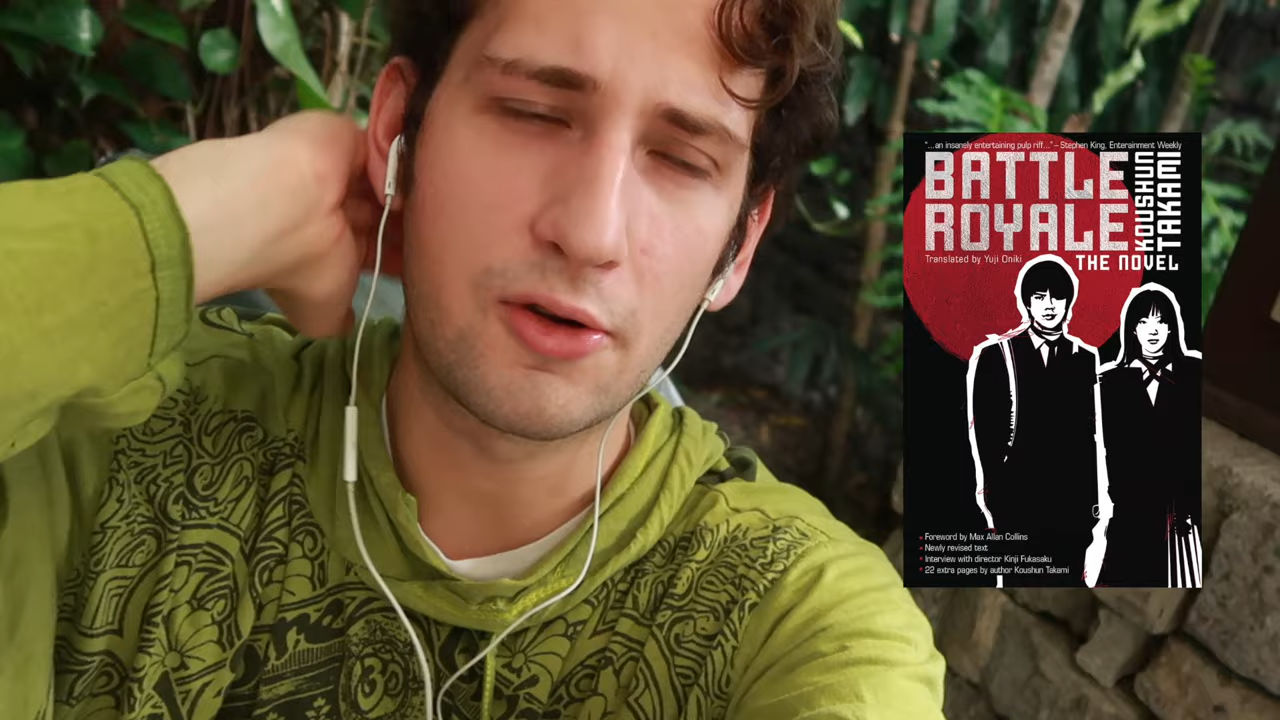 "...an insanely entertaining pulp riff..." – Stephen King, Enterainment Weekly
BATTLE
ROYALE
KOUSHUN
TAKAMI
Translated by Yuji Oniki
THE NOVEL
Foreword by Max Allan Collins
Newly revised text
Interview with director Kinji Fukasaku
22 extra pages by author Koushun Takami
ॐ